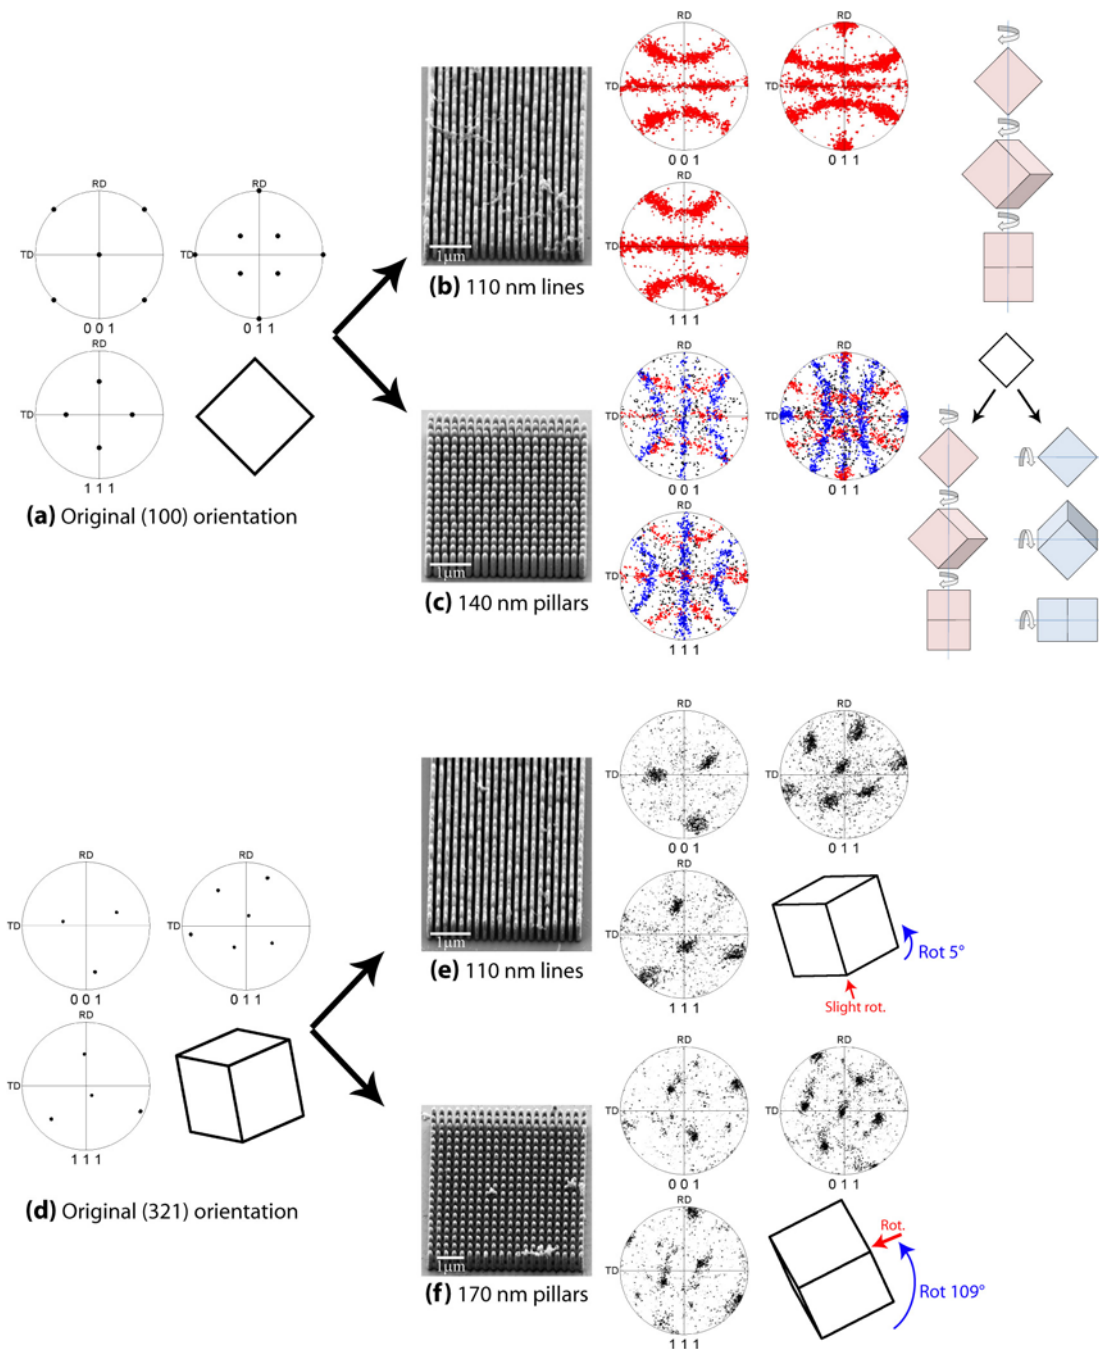 RD
TD
0 0 1
RD
TD
0 1 1
RD
TD
1 1 1
(a) Original (100) orientation
1μm
(b) 110 nm lines
RD
TD
0 0 1
RD
TD
0 1 1
RD
TD
1 1 1
1μm
(c) 140 nm pillars
RD
TD
0 0 1
RD
TD
0 1 1
RD
TD
1 1 1
RD
TD
0 0 1
RD
TD
0 1 1
RD
TD
1 1 1
(d) Original (321) orientation
1μm
(e) 110 nm lines
RD
TD
0 0 1
RD
TD
0 1 1
TD
1 1 1
Rot 5°
Slight rot.
1μm
(f) 170 nm pillars
RD
TD
0 0 1
RD
TD
0 1 1
RD
TD
1 1 1
Rot.
Rot 109°